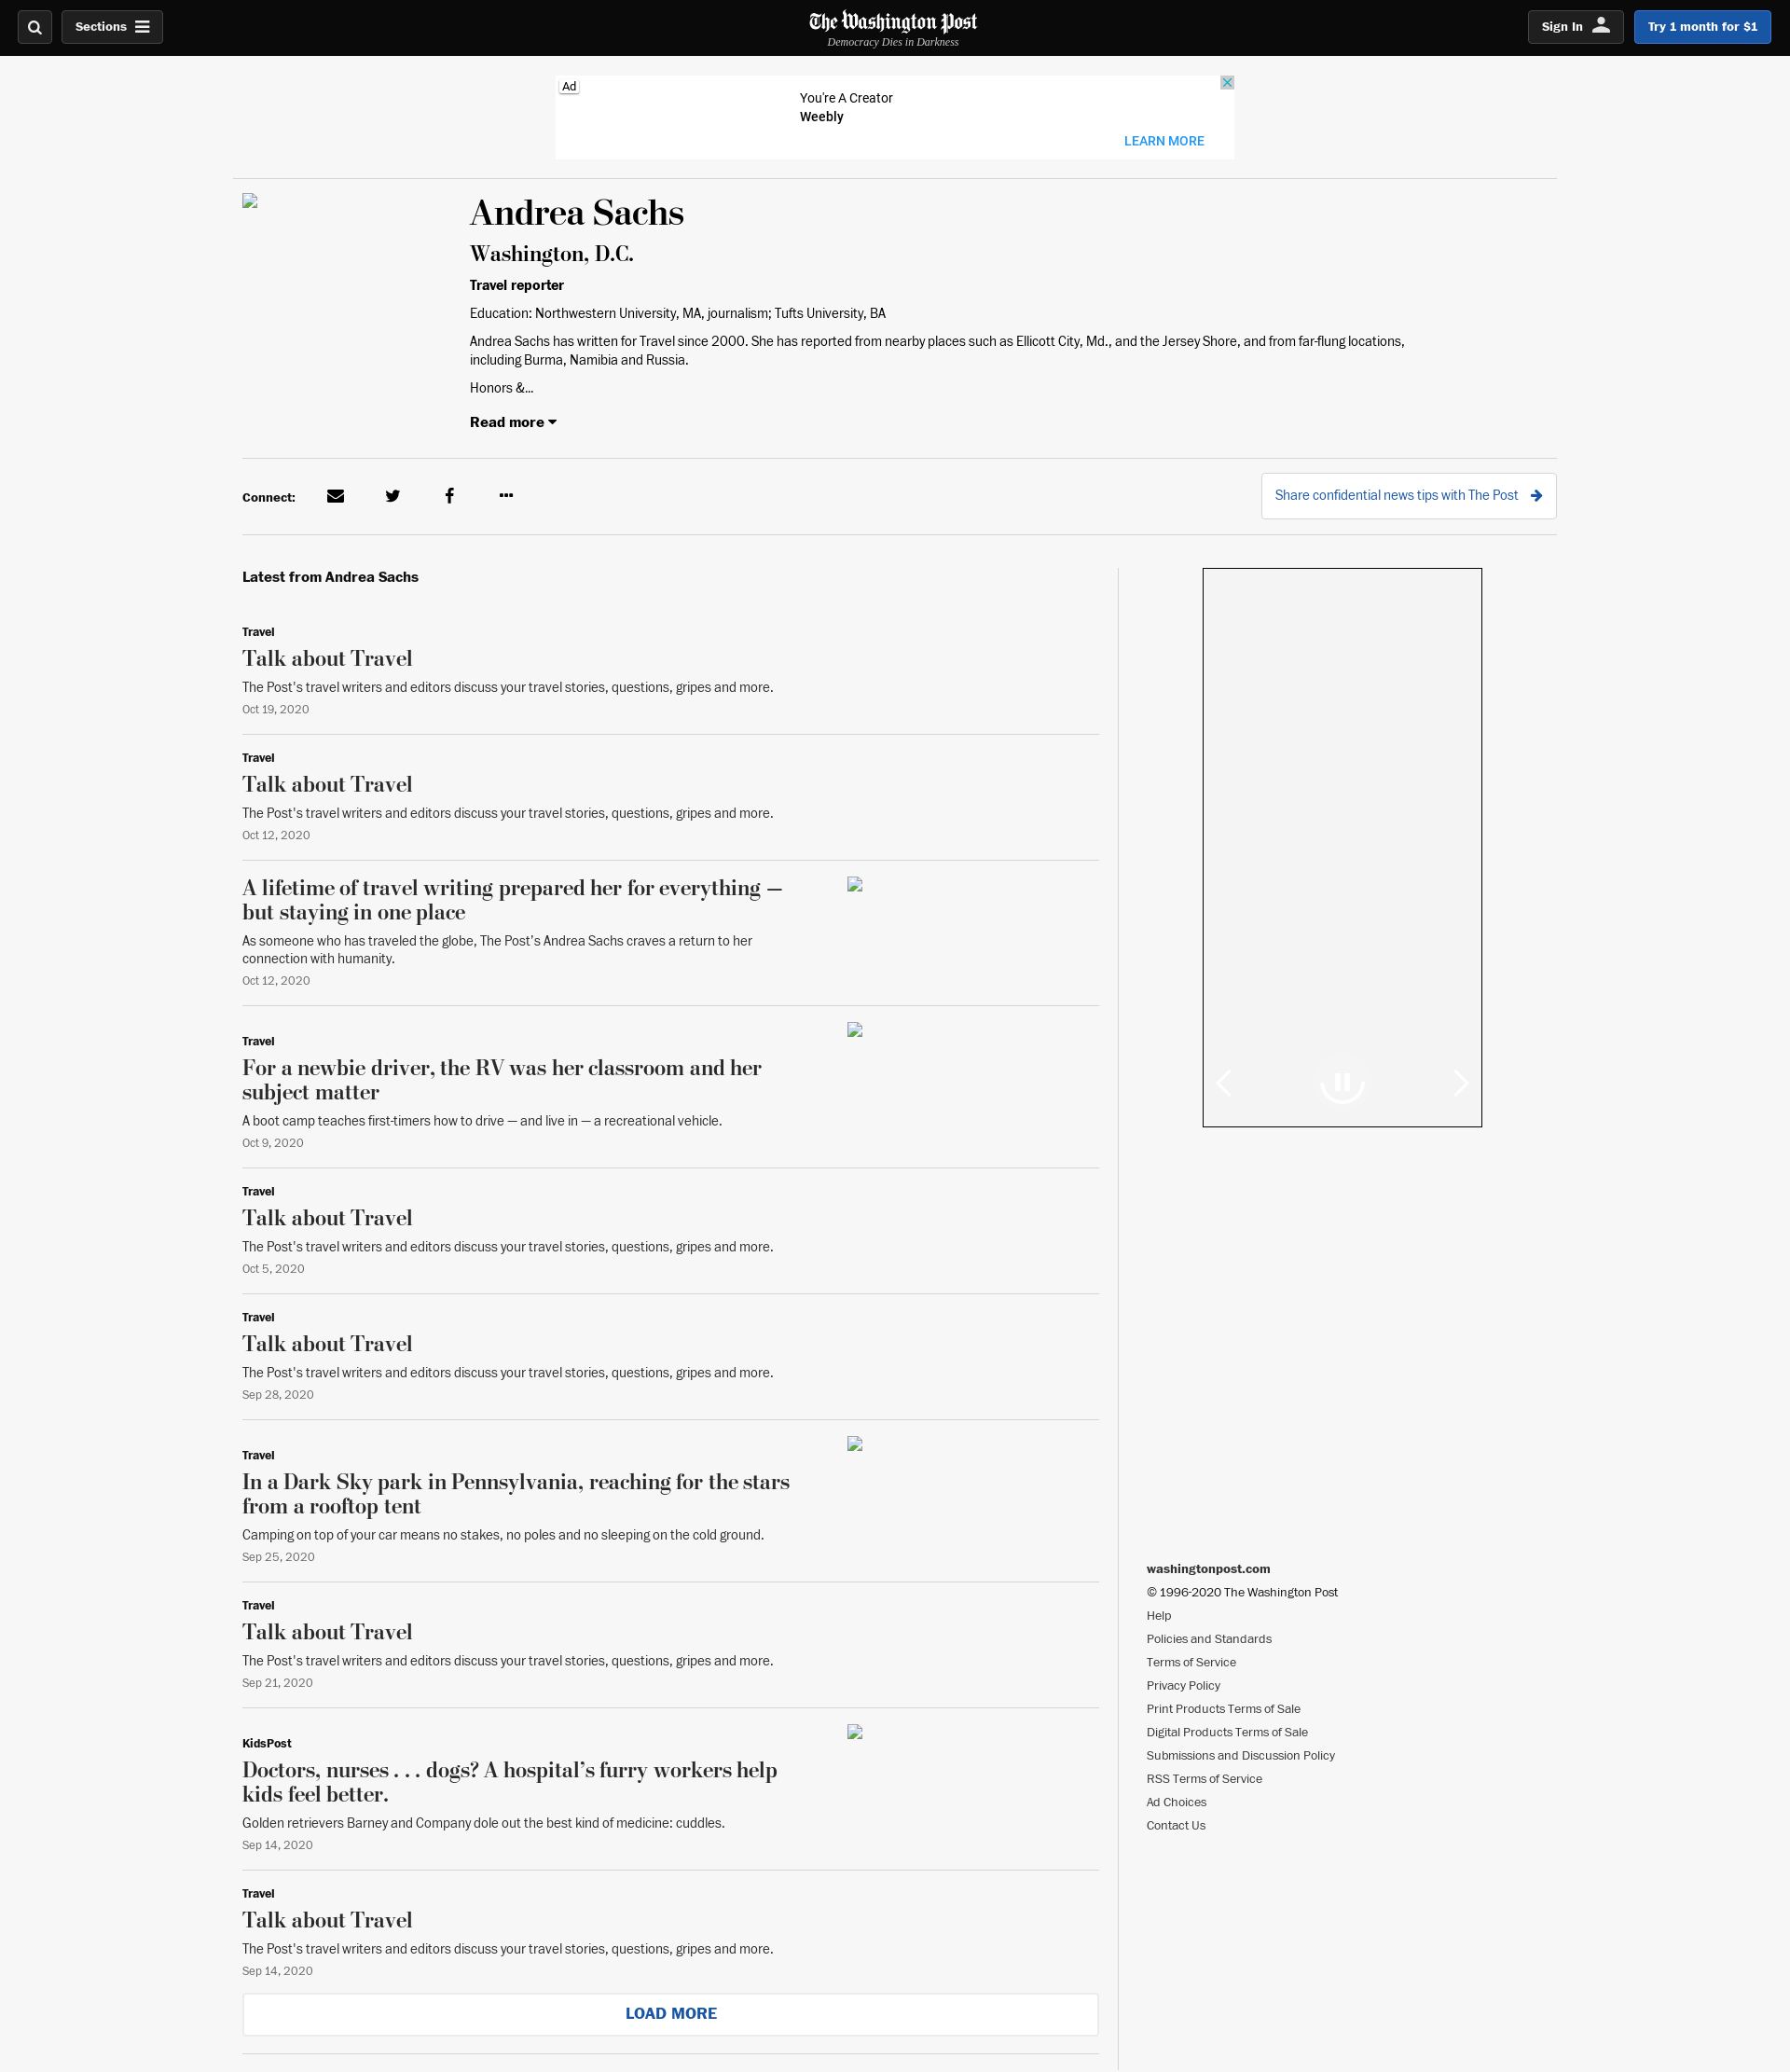 Sections
The Washington Post
Democracy Dies in Darkness
Sign In
Try 1 month for $1
Ad
You're A Creator
Weebly
LEARN MORE
Andrea Sachs
Washington, D.C.
Travel reporter
Education: Northwestern University, MA, journalism; Tufts University, BA
Andrea Sachs has written for Travel since 2000. She has reported from nearby places such as Ellicott City, Md., and the Jersey Shore, and from far-flung locations,
including Burma, Namibia and Russia.
Honors &...
Read more
Connect:
Share confidential news tips with The Post
Latest from Andrea Sachs
Travel
Talk about Travel
The Post's travel writers and editors discuss your travel stories, questions, gripes and more.
Oct 19, 2020
Travel
Talk about Travel
The Post's travel writers and editors discuss your travel stories, questions, gripes and more.
Oct 12, 2020
A lifetime of travel writing prepared her for everything —
but staying in one place
As someone who has traveled the globe, The Post's Andrea Sachs craves a return to her
connection with humanity.
Oct 12, 2020
Travel
For a newbie driver, the RV was her classroom and her
subject matter
A boot camp teaches first-timers how to drive — and live in — a recreational vehicle.
Oct 9, 2020
Travel
Talk about Travel
The Post's travel writers and editors discuss your travel stories, questions, gripes and more.
Oct 5, 2020
Travel
Talk about Travel
The Post's travel writers and editors discuss your travel stories, questions, gripes and more.
Sep 28, 2020
Travel
In a Dark Sky park in Pennsylvania, reaching for the stars
from a rooftop tent
Camping on top of your car means no stakes, no poles and no sleeping on the cold ground.
Sep 25, 2020
Travel
Talk about Travel
The Post's travel writers and editors discuss your travel stories, questions, gripes and more.
Sep 21, 2020
KidsPost
Doctors, nurses . . . dogs? A hospital’s furry workers help
kids feel better.
Golden retrievers Barney and Company dole out the best kind of medicine: cuddles.
Sep 14, 2020
Travel
Talk about Travel
The Post's travel writers and editors discuss your travel stories, questions, gripes and more.
Sep 14, 2020
LOAD MORE
washingtonpost.com
© 1996-2020 The Washington Post
Help
Policies and Standards
Terms of Service
Privacy Policy
Print Products Terms of Sale
Digital Products Terms of Sale
Submissions and Discussion Policy
RSS Terms of Service
Ad Choices
Contact Us